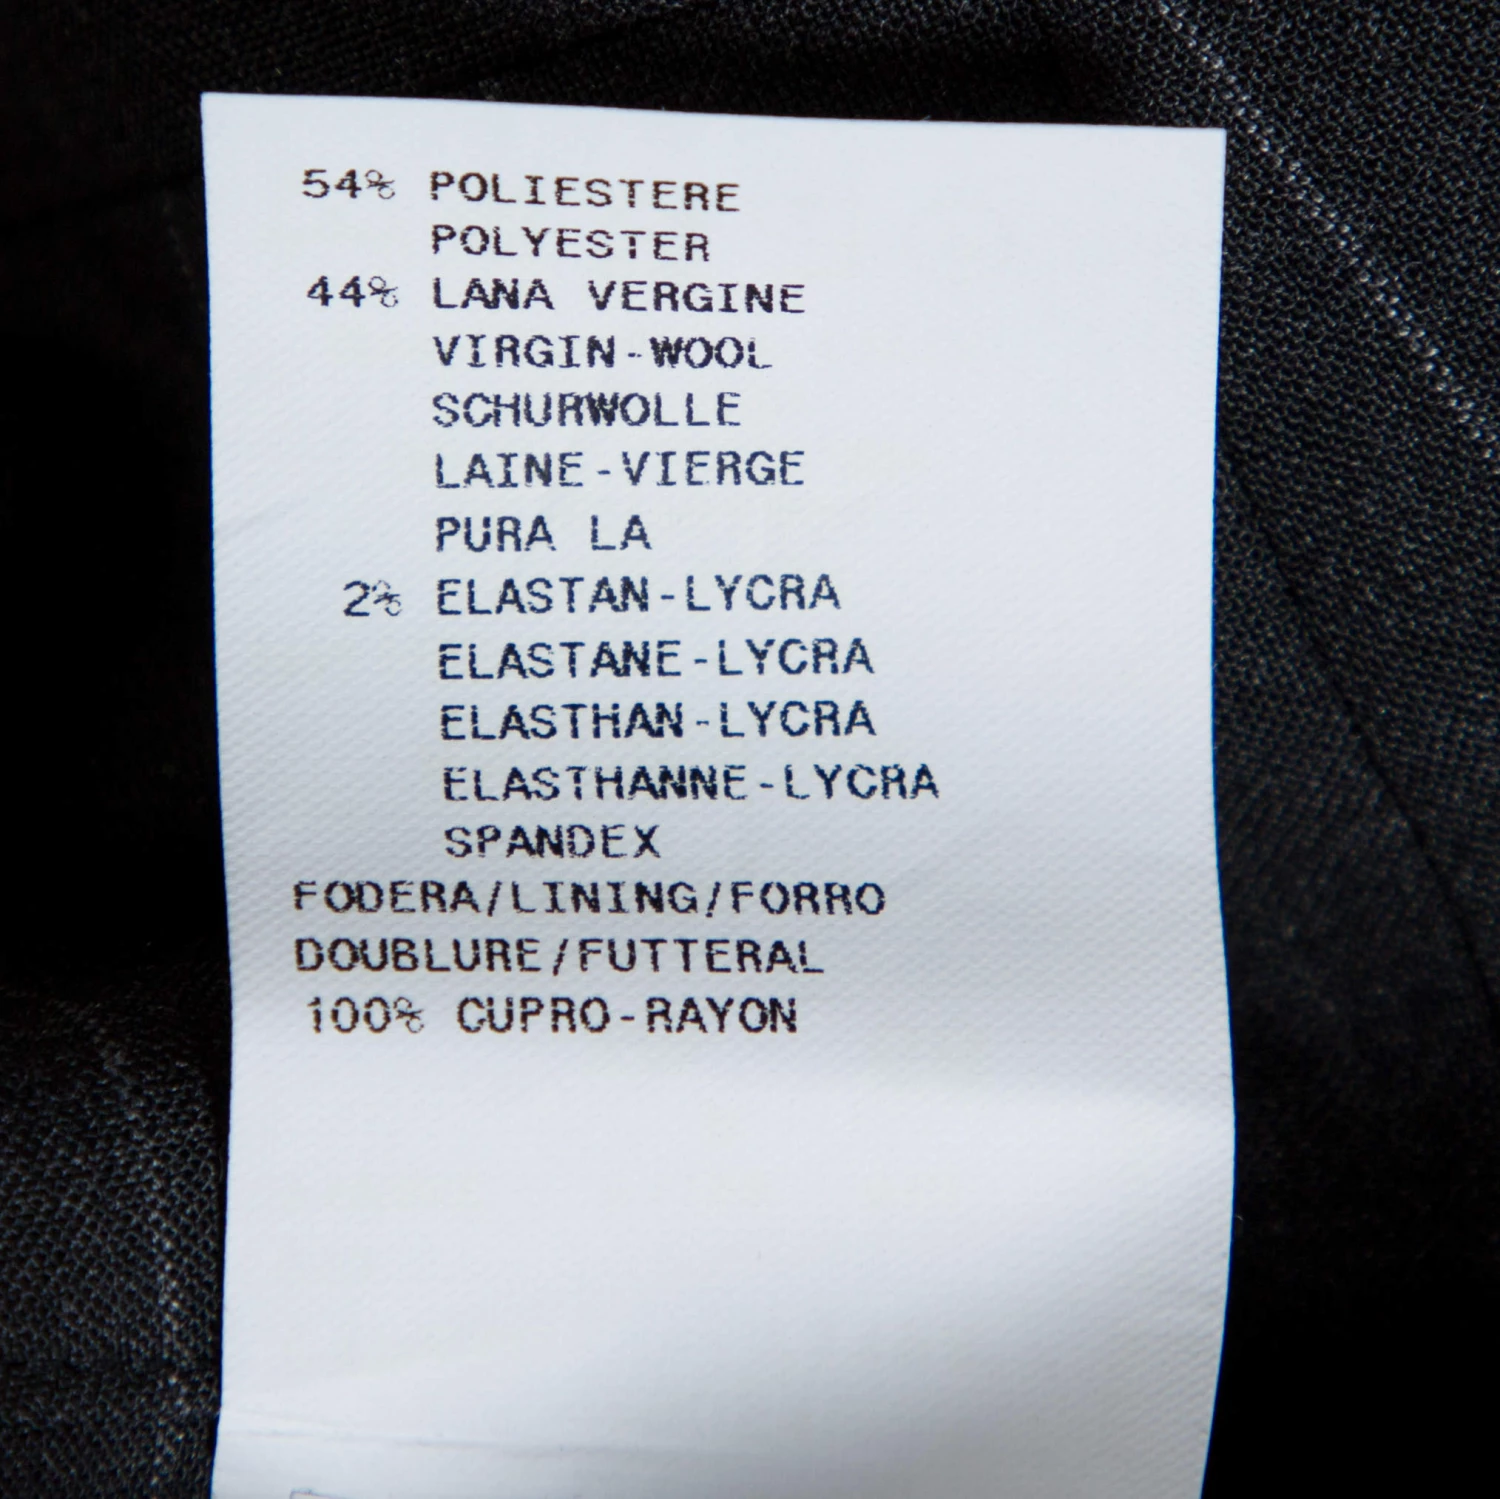 54% POLIESTERE
POLYESTER
44% LANA VERGINE
VIRGIN-WOOL
SCHURWOLLE
LAINE-VIERGE
PURA LA
2% ELASTAN-LYCRA
ELASTANE-LYCRA
ELASTHAN-LYCRA
ELASTHANNE-LYCRA
SPANDEX
FODERA/LINING/FORRO
DOUBLURE/FUTTERAL
100% CUPRO-RAYON